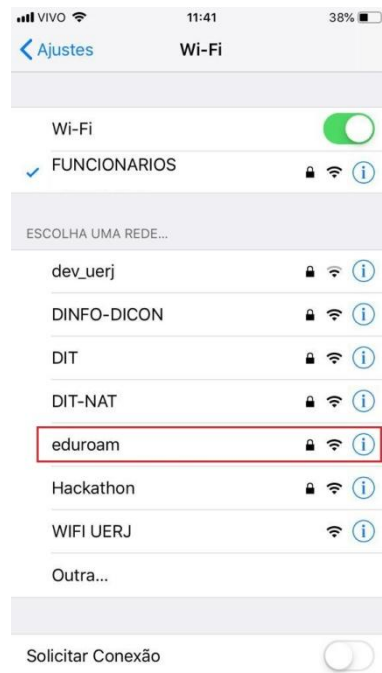 VIVO 11:41 38%
Ajustes Wi-Fi
Wi-Fi
FUNCIONARIOS
ESCOLHA UMA REDE...
dev_uerj
DINFO-DICON
DIT
DIT-NAT
eduroam
Hackathon
WIFI UERJ
Outra...
Solicitar Conexão